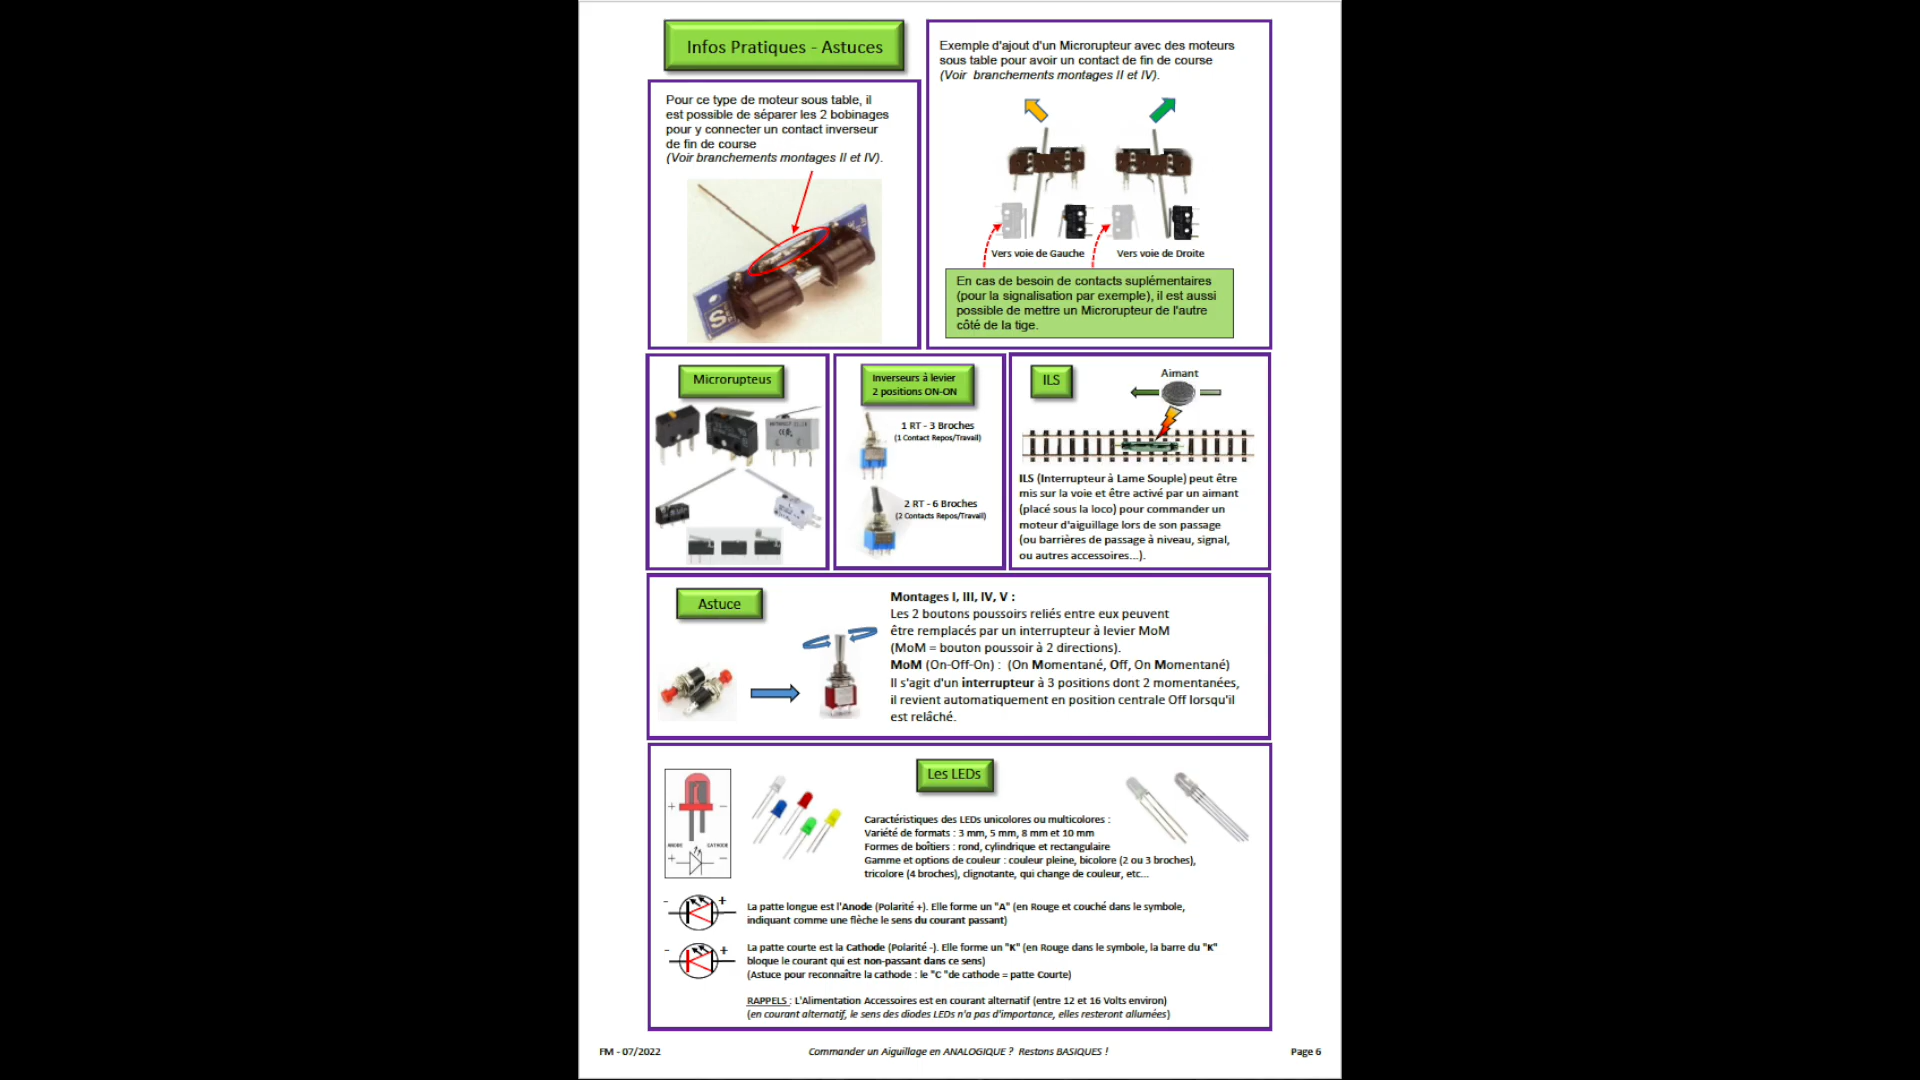 Infos Pratiques - Astuces
Pour ce type de moteur sous table, il
est possible de séparer les 2 bobinages
pour y connecter un contact inverseur
de fin de course
(Voir branchements montages II et IV).
S
Exemple d'ajout d'un Microrupteur avec des moteurs
sous table pour avoir un contact de fin de course
(Voir branchements montages II et IV).
Vers voie de Gauche
Vers voie de Droite
En cas de besoin de contacts suplémentaires
(pour la signalisation par exemple), il est aussi
possible de mettre un Microrupteur de l'autre
côté de la tige.
Microrupteus
Inverseurs à levier
2 positions ON-ON
1 RT - 3 Broches
(1 Contact Repos/Travail)
2 RT - 6 Broches
(2 Contacts Repos/Travail)
ILS
Aimant
ILS (Interrupteur à Lame Souple) peut être
mis sur la voie et être activé par un aimant
(placé sous la loco) pour commander un
moteur d'aiguillage lors de son passage
(ou barrières de passage à niveau, signal,
ou autres accessoires...).
Astuce
Montages I, III, IV, V :
Les 2 boutons poussoirs reliés entre eux peuvent
être remplacés par un interrupteur à levier MoM
(MoM = bouton poussoir à 2 directions).
MoM (On-Off-On) : (On Momentané, Off, On Momentané)
Il s'agit d'un interrupteur à 3 positions dont 2 momentanées,
il revient automatiquement en position centrale Off lorsqu'il
est relâché.
Les LEDs
+ -
ANODE CATHODE
+ -
Caractéristiques des LEDs unicolores ou multicolores :
Variété de formats : 3 mm, 5 mm, 8 mm et 10 mm
Formes de boîtiers : rond, cylindrique et rectangulaire
Gamme et options de couleur : couleur pleine, bicolore (2 ou 3 broches),
tricolore (4 broches), clignotante, qui change de couleur, etc...
- +
La patte longue est l'Anode (Polarité +). Elle forme un "A" (en Rouge et couché dans le symbole,
indiquant comme une flèche le sens du courant passant)
- +
La patte courte est la Cathode (Polarité -). Elle forme un "K" (en Rouge dans le symbole, la barre du "K"
bloque le courant qui est non-passant dans ce sens)
(Astuce pour reconnaître la cathode : le "C "de cathode = patte Courte)
RAPPELS : L'Alimentation Accessoires est en courant alternatif (entre 12 et 16 Volts environ)
(en courant alternatif, le sens des diodes LEDs n'a pas d'importance, elles resteront allumées)
FM - 07/2022
Commander un Aiguillage en ANALOGIQUE ? Restons BASIQUES !
Page 6